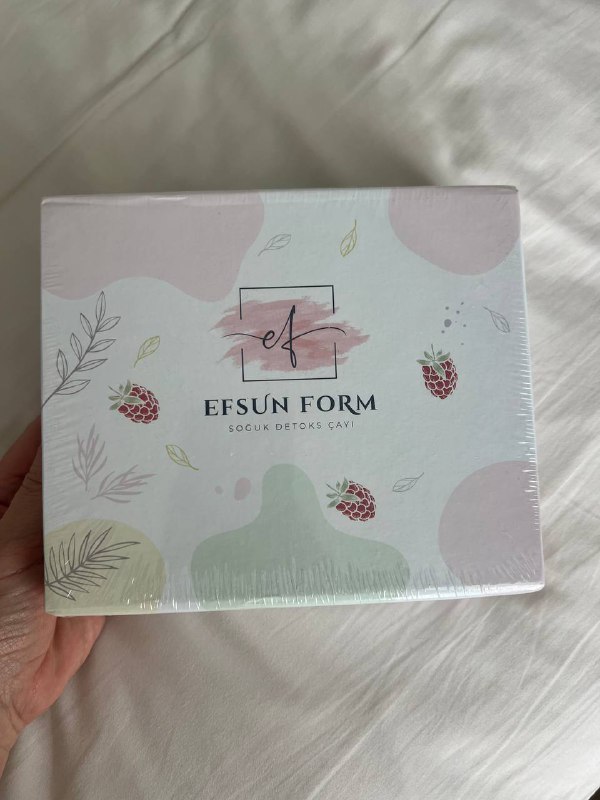 ef
EFSUN FORM
SOĞUK DETOKS ÇAYI